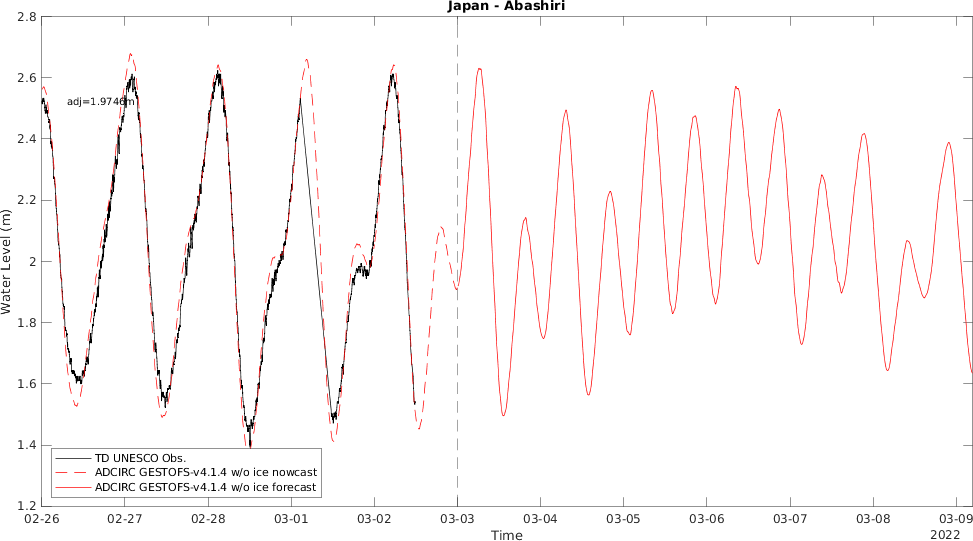 Japan - Abashiri
2.8
2.6
adj=1.9746m
2.4
2.2
2
1.8
1.6
1.4
1.2
Water Level (m)
TD UNESCO Obs.
ADCIRC GESTOFS-v4.1.4 w/o ice nowcast
ADCIRC GESTOFS-v4.1.4 w/o ice forecast
02-26 02-27 02-28 03-01 03-02 03-03 03-04 03-05 03-06 03-07 03-08 03-09
Time
2022